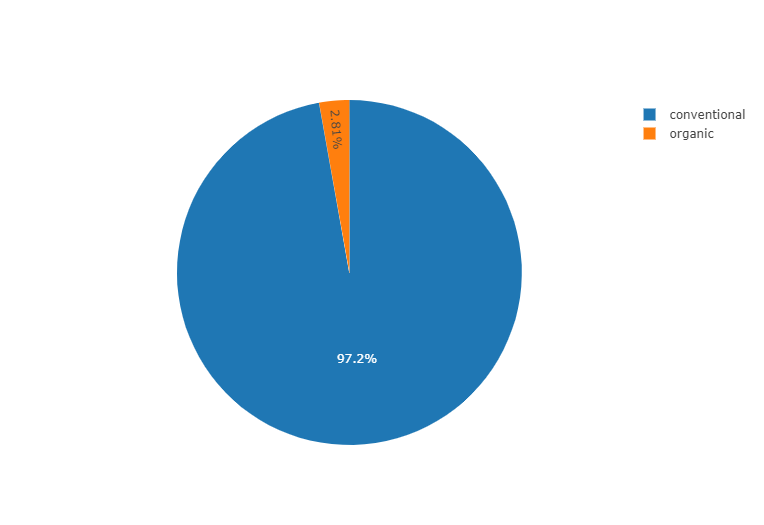 conventional
organic
2.81%
97.2%